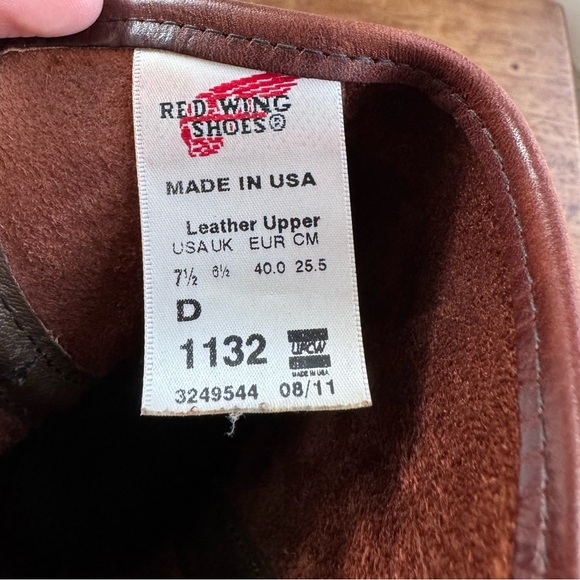 RED WING
SHOES®
MADE IN USA
Leather Upper
USA UK EUR CM
7½ 6½ 40.0 25.5
D
1132 UFCW
MADE IN USA
3249544 08/11